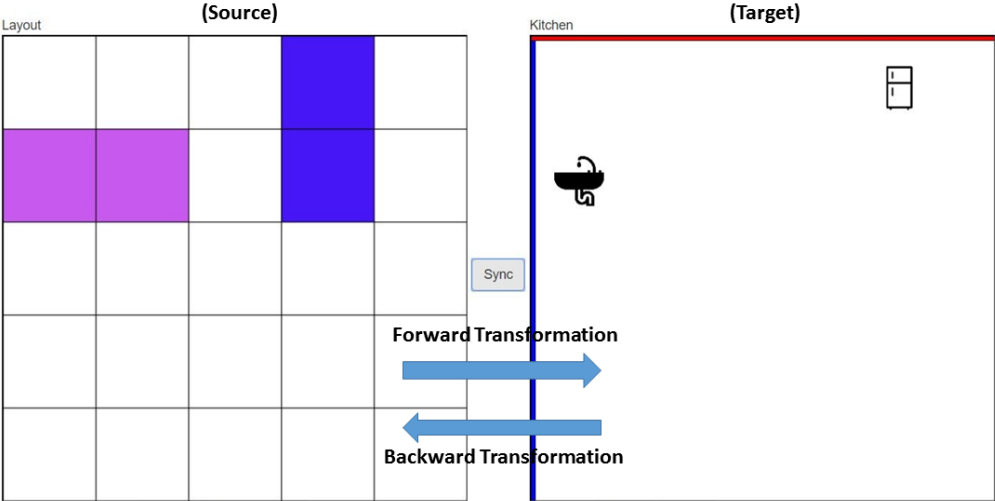 (Source)
(Target)
Layout
Kitchen
Sync
Forward Transformation
Backward Transformation